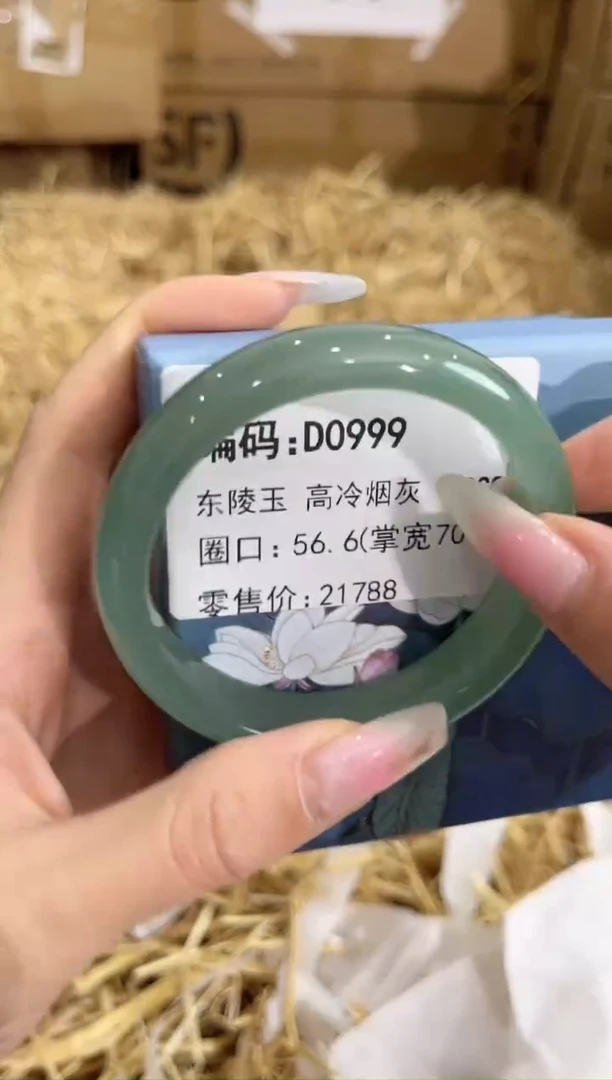 SF)
编码:D0999
东陵玉 高冷烟灰
圈口:56.6(掌宽70
零售价:21788